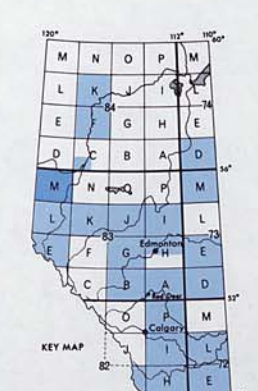 120° 112° 110° 60°
M N O P M
L K J I L
84 74
E F G H E
D C B A D
56°
M N O P M
L K J I L
83 73
Edmonton
E F G H E
D C B A D
Red Deer
52°
O P M
Calgary
KEY MAP
J I L
82 72
H E